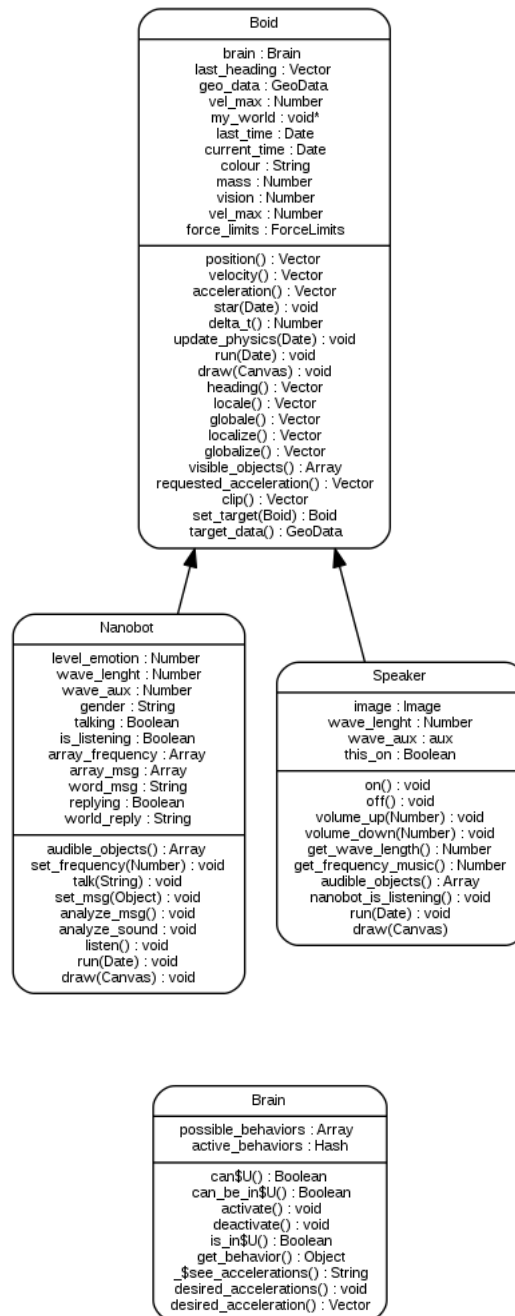 Boid
brain : Brain
last_heading : Vector
geo_data : GeoData
vel_max : Number
my_world : void*
last_time : Date
current_time : Date
colour : String
mass : Number
vision : Number
vel_max : Number
force_limits : ForceLimits
position() : Vector
velocity() : Vector
acceleration() : Vector
star(Date) : void
delta_t() : Number
update_physics(Date) : void
run(Date) : void
draw(Canvas) : void
heading() : Vector
locale() : Vector
globale() : Vector
localize() : Vector
globalize() : Vector
visible_objects() : Array
requested_acceleration() : Vector
clip() : Vector
set_target(Boid) : Boid
target_data() : GeoData
Nanobot
level_emotion : Number
wave_lenght : Number
wave_aux : Number
gender : String
talking : Boolean
is_listening : Boolean
array_frequency : Array
array_msg : Array
word_msg : String
replying : Boolean
world_reply : String
audible_objects() : Array
set_frequency(Number) : void
talk(String) : void
set_msg(Object) : void
analyze_msg() : void
analyze_sound : void
listen() : void
run(Date) : void
draw(Canvas) : void
Speaker
image : Image
wave_lenght : Number
wave_aux : aux
this_on : Boolean
on() : void
off() : void
volume_up(Number) : void
volume_down(Number) : void
get_wave_length() : Number
get_frequency_music() : Number
audible_objects() : Array
nanobot_is_listening() : void
run(Date) : void
draw(Canvas)
Brain
possible_behaviors : Array
active_behaviors : Hash
can$U() : Boolean
can_be_in$U() : Boolean
activate() : void
deactivate() : void
is_in$U() : Boolean
get_behavior() : Object
_$see_accelerations() : String
desired_accelerations() : void
desired_acceleration() : Vector